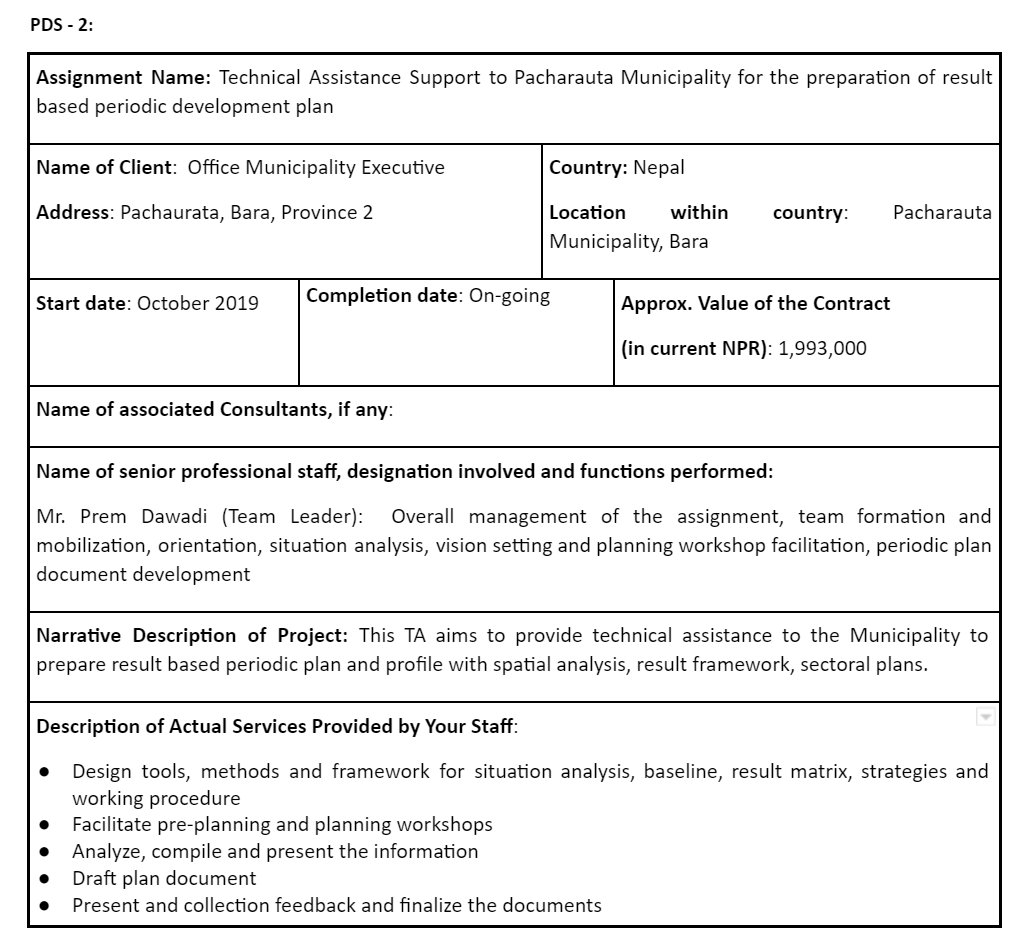 PDS - 2:
Assignment Name: Technical Assistance Support to Pacharauta Municipality for the preparation of result
based periodic development plan
Name of Client: Office Municipality Executive
Address: Pachaurata, Bara, Province 2
Country: Nepal
Location within country: Pacharauta
Municipality, Bara
Start date: October 2019
Completion date: On-going
Approx. Value of the Contract
(in current NPR): 1,993,000
Name of associated Consultants, if any:
Name of senior professional staff, designation involved and functions performed:
Mr. Prem Dawadi (Team Leader): Overall management of the assignment, team formation and
mobilization, orientation, situation analysis, vision setting and planning workshop facilitation, periodic plan
document development
Narrative Description of Project: This TA aims to provide technical assistance to the Municipality to
prepare result based periodic plan and profile with spatial analysis, result framework, sectoral plans.
Description of Actual Services Provided by Your Staff:
● Design tools, methods and framework for situation analysis, baseline, result matrix, strategies and
working procedure
● Facilitate pre-planning and planning workshops
● Analyze, compile and present the information
● Draft plan document
● Present and collection feedback and finalize the documents